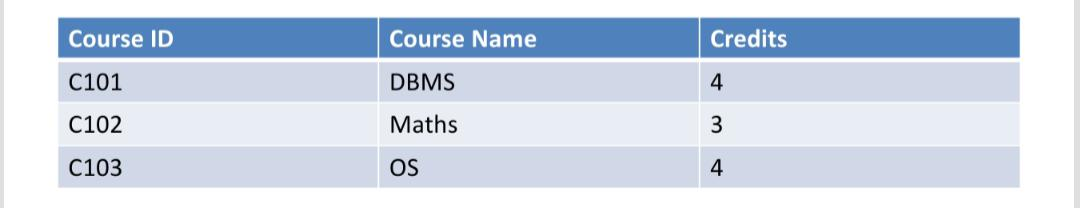 Course ID Course Name Credits
C101 DBMS 4
C102 Maths 3
C103 OS 4